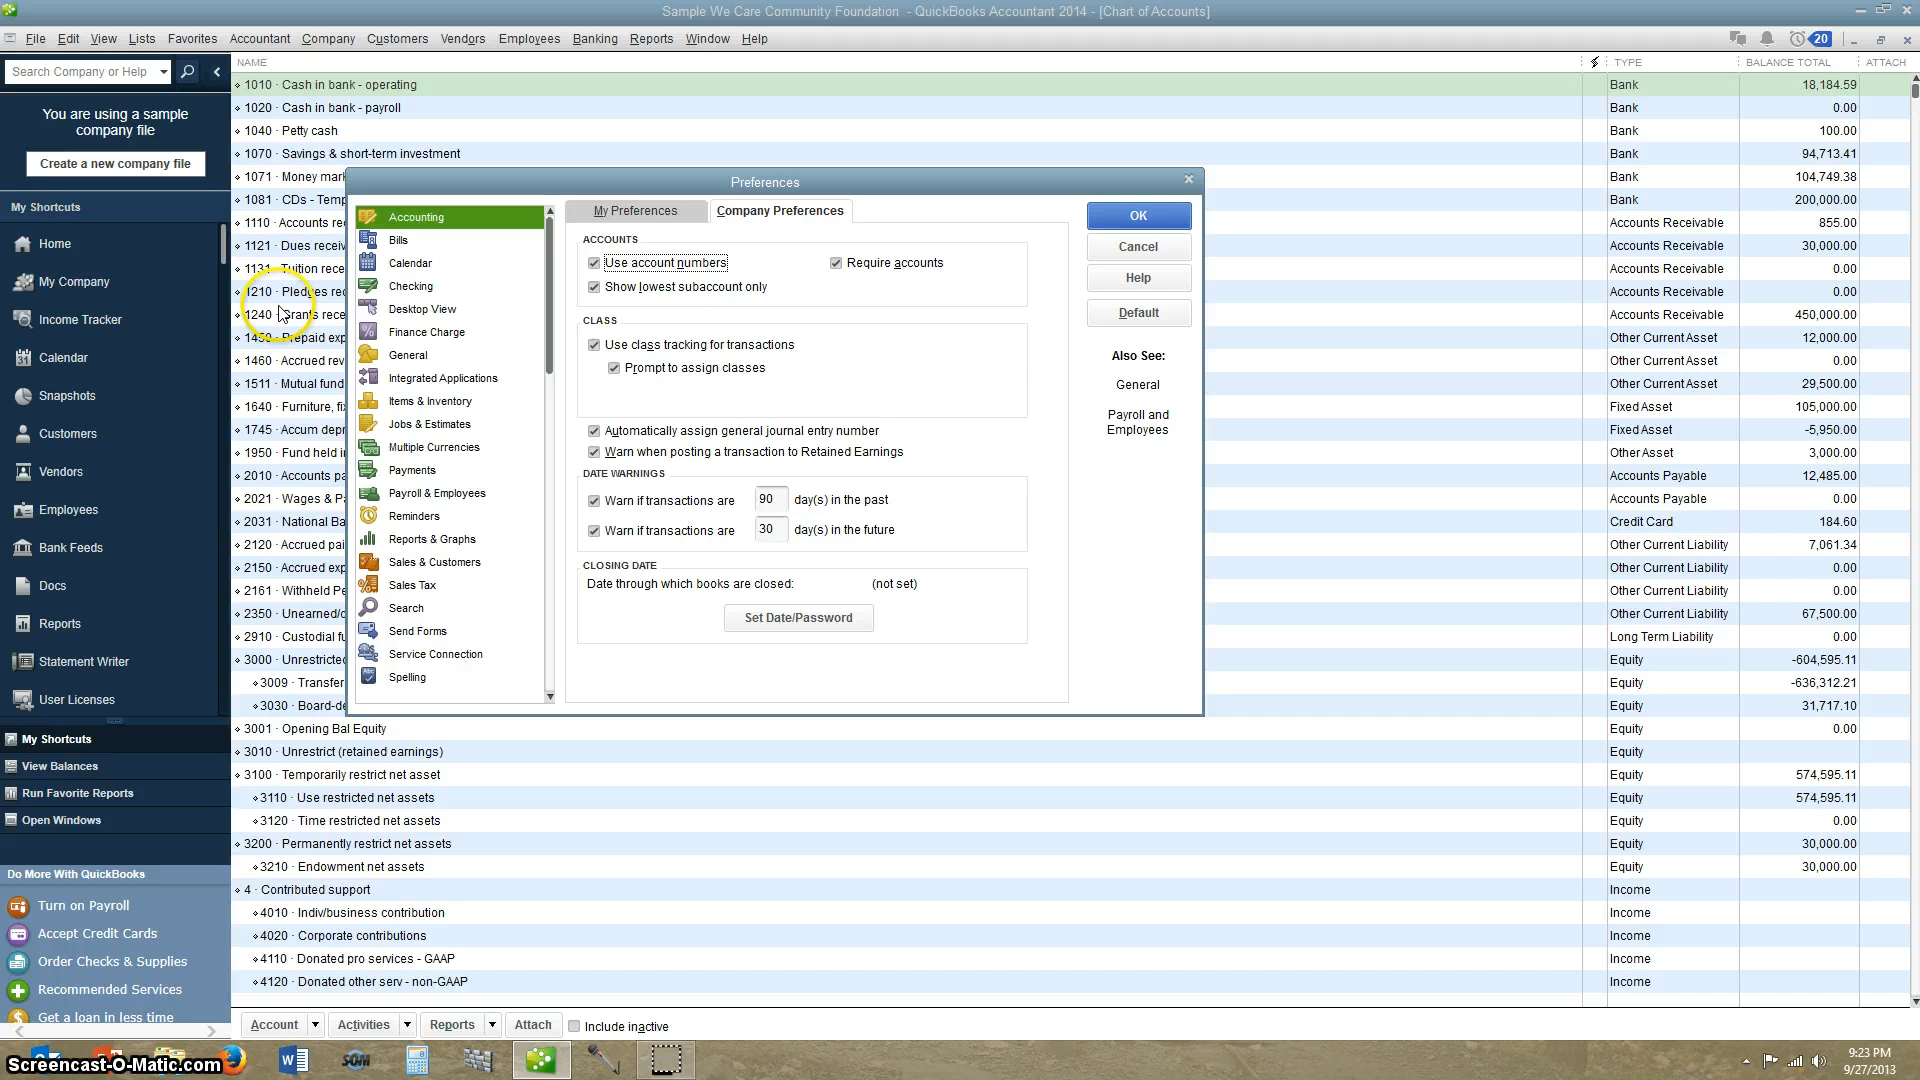 Sample We Care Community Foundation - QuickBooks Accountant 2014 - [Chart of Accounts]
File Edit View Lists Favorites Accountant Company Customers Vendors Employees Banking Reports Window Help
20
Search Company or Help
You are using a sample
company file
Create a new company file
My Shortcuts
Home
My Company
Income Tracker
Calendar
Snapshots
Customers
Vendors
Employees
Bank Feeds
Docs
Reports
Statement Writer
User Licenses
My Shortcuts
View Balances
Run Favorite Reports
Open Windows
Do More With QuickBooks
Turn on Payroll
Accept Credit Cards
Order Checks & Supplies
Recommended Services
Get a loan in less time
NAME TYPE BALANCE TOTAL ATTACH
1010 · Cash in bank - operating Bank 18,184.59
1020 · Cash in bank - payroll Bank 0.00
1040 · Petty cash Bank 100.00
1070 · Savings & short-term investment Bank 94,713.41
1071 · Money Bank 104,749.38
1081 · CDs - Bank 200,000.00
1110 · Accounts Accounts Receivable 855.00
1121 · Dues Accounts Receivable 30,000.00
1131 · Tuition Accounts Receivable 0.00
1210 · Pledges Accounts Receivable 0.00
1240 · Grants Accounts Receivable 450,000.00
1450 · Prepaid Other Current Asset 12,000.00
1460 · Accrued Other Current Asset 0.00
1511 · Mutual fund Other Current Asset 29,500.00
1640 · Furniture, Fixed Asset 105,000.00
1745 · Accum Fixed Asset -5,950.00
1950 · Fund held Other Asset 3,000.00
2010 · Accounts Accounts Payable 12,485.00
2021 · Wages & Accounts Payable 0.00
2031 · National Credit Card 184.60
2120 · Accrued Other Current Liability 7,061.34
2150 · Accrued Other Current Liability 0.00
2161 · Withheld Other Current Liability 0.00
2350 · Other Current Liability 67,500.00
2910 · Custodial Long Term Liability 0.00
3000 · Equity -604,595.11
3009 · Equity -636,312.21
3030 · Equity 31,717.10
3001 · Opening Bal Equity Equity 0.00
3010 · Unrestrict (retained earnings) Equity
3100 · Temporarily restrict net asset Equity 574,595.11
3110 · Use restricted net assets Equity 574,595.11
3120 · Time restricted net assets Equity 0.00
3200 · Permanently restrict net assets Equity 30,000.00
3210 · Endowment net assets Equity 30,000.00
4 · Contributed support Income
4010 · Indiv/business contribution Income
4020 · Corporate contributions Income
4110 · Donated pro services - GAAP Income
4120 · Donated other serv - non-GAAP Income
Preferences
Accounting
Bills
Calendar
Checking
Desktop View
Finance Charge
General
Integrated Applications
Items & Inventory
Jobs & Estimates
Multiple Currencies
Payments
Payroll & Employees
Reminders
Reports & Graphs
Sales & Customers
Sales Tax
Search
Send Forms
Service Connection
Spelling
My Preferences Company Preferences
ACCOUNTS
Use account numbers Require accounts
Show lowest subaccount only
CLASS
Use class tracking for transactions
Prompt to assign classes
Automatically assign general journal entry number
Warn when posting a transaction to Retained Earnings
DATE WARNINGS
Warn if transactions are 90 day(s) in the past
Warn if transactions are 30 day(s) in the future
CLOSING DATE
Date through which books are closed: (not set)
Set Date/Password
OK
Cancel
Help
Default
Also See:
General
Payroll and
Employees
Account Activities Reports Attach Include inactive
Screencast-O-Matic.com
9:23 PM
9/27/2013